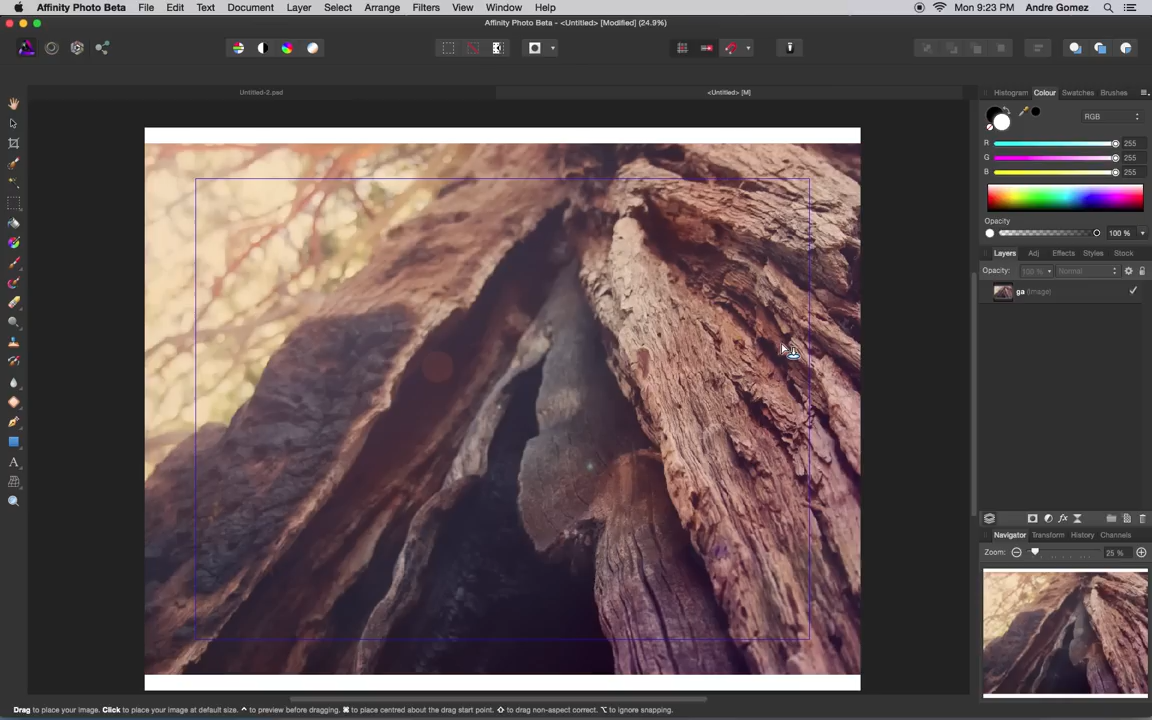 Affinity Photo Beta File Edit Text Document Layer Select Arrange Filters View Window Help Mon 9:23 PM Andre Gomez
Affinity Photo Beta - <Untitled> [Modified] (24.9%)
Untitled-2.psd <Untitled> [M]
Histogram Colour Swatches Brushes
RGB
R 255
G 255
B 255
Opacity
100 %
Layers Adj Effects Styles Stock
Opacity: 100 % Normal
ga (Image)
Navigator Transform History Channels
Zoom: 25 %
Drag to place your image. Click to place your image at default size. ^ to preview before dragging. ⌘ to place centred about the drag start point. ⇧ to drag non-aspect correct. ⌥ to ignore snapping.